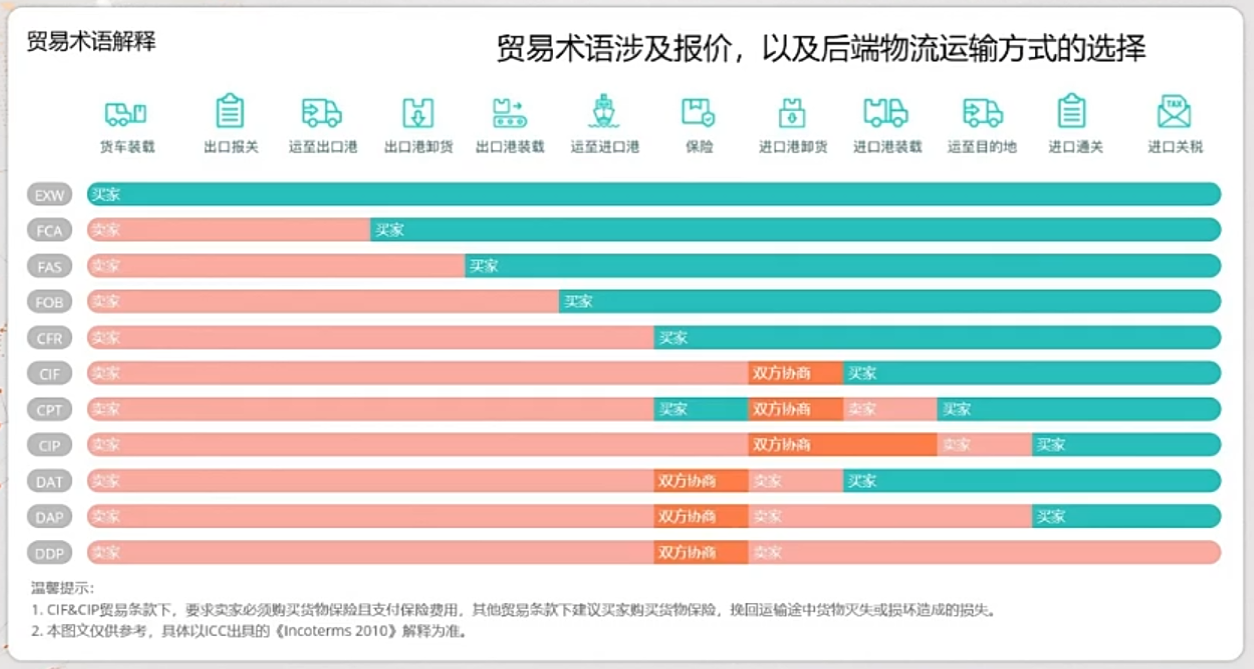 贸易术语解释
贸易术语涉及报价，以及后端物流运输方式的选择
货车装载 出口报关 运至出口港 出口港卸货 出口港装载 运至进口港 保险 进口港卸货 进口港装载 运至目的地 进口通关 进口关税
TAX
EXW 买家
FCA 卖家 买家
FAS 卖家 买家
FOB 卖家 买家
CFR 卖家 买家
CIF 卖家 双方协商 买家
CPT 卖家 买家 双方协商 卖家 买家
CIP 卖家 双方协商 卖家 买家
DAT 卖家 双方协商 卖家 买家
DAP 卖家 双方协商 卖家 买家
DDP 卖家 双方协商 卖家
温馨提示：
1. CIF&CIP贸易条款下，要求卖家必须购买货物保险且支付保险费用，其他贸易条款下建议买家购买货物保险，挽回运输途中货物灭失或损坏造成的损失。
2. 本图文仅供参考，具体以ICC出具的《Incoterms 2010》解释为准。